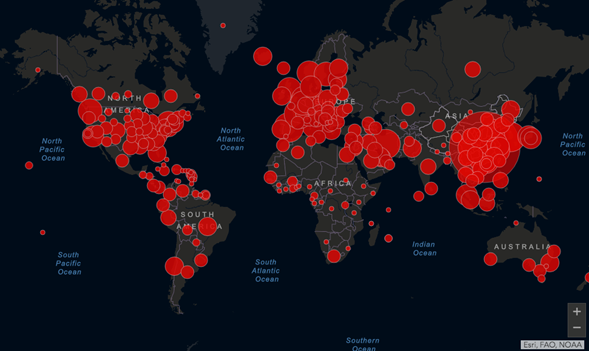 NORTH
AMERICA
EUROPE
ASIA
North
Pacific
Ocean
North
Atlantic
Ocean
North
Pacific
Ocean
AFRICA
SOUTH
AMERICA
South
Pacific
Ocean
South
Atlantic
Ocean
Indian
Ocean
AUSTRALIA
Southern
Ocean
+
−
Esri, FAO, NOAA